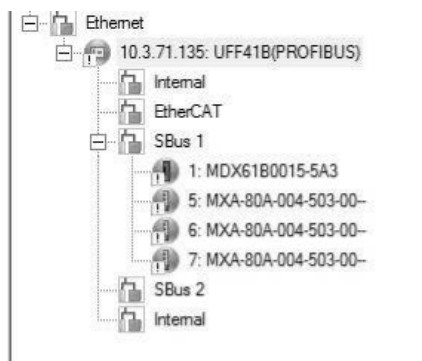 Ethernet
10.3.71.135: UFF41B(PROFIBUS)
Internal
EtherCAT
SBus 1
1: MDX61B0015-5A3
5: MXA-80A-004-503-00--
6: MXA-80A-004-503-00--
7: MXA-80A-004-503-00--
SBus 2
Internal